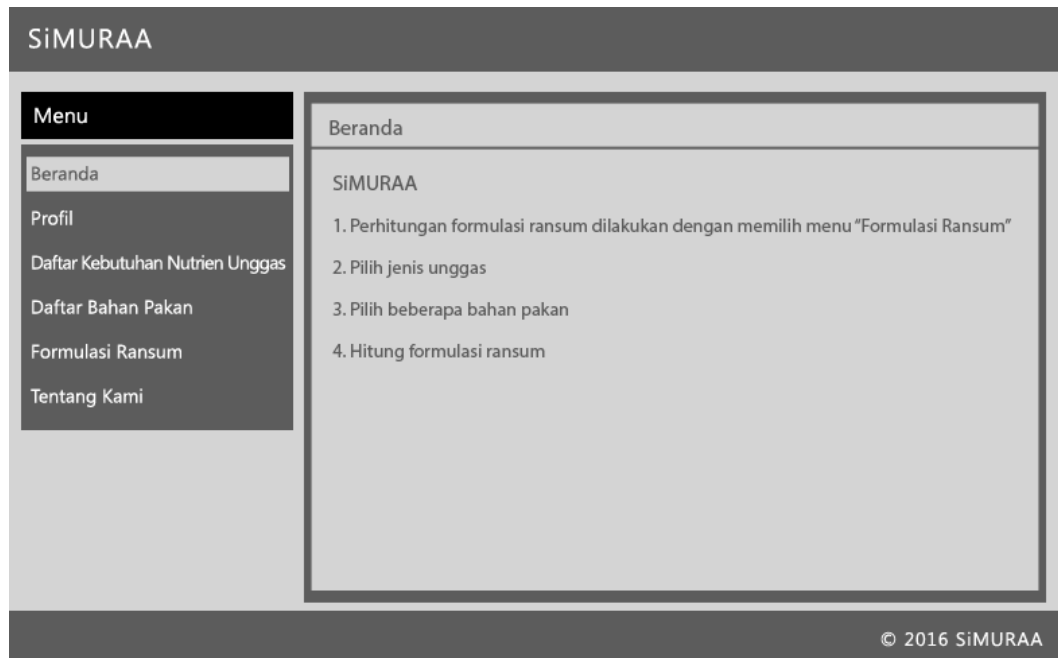 SiMURAA
Menu
Beranda
Profil
Daftar Kebutuhan Nutrien Unggas
Daftar Bahan Pakan
Formulasi Ransum
Tentang Kami
Beranda
SiMURAA
1. Perhitungan formulasi ransum dilakukan dengan memilih menu “Formulasi Ransum”
2. Pilih jenis unggas
3. Pilih beberapa bahan pakan
4. Hitung formulasi ransum
© 2016 SiMURAA